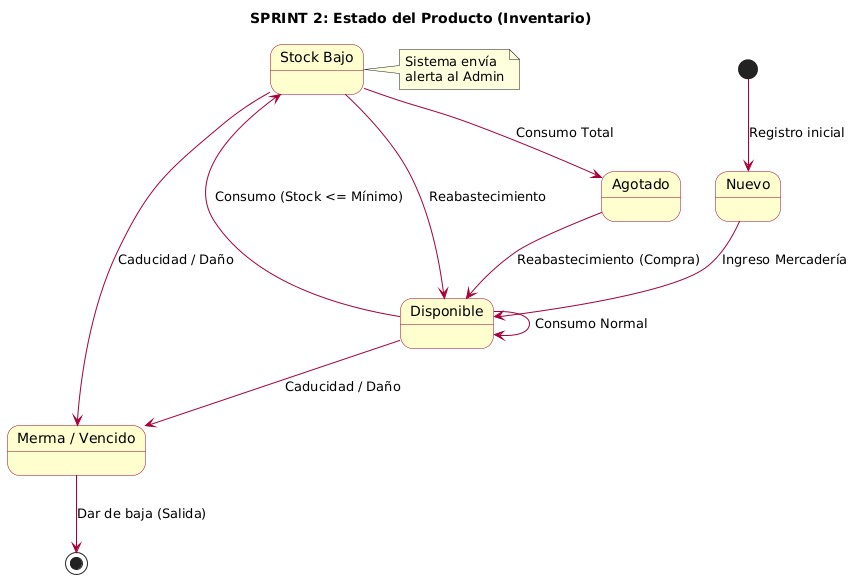 SPRINT 2: Estado del Producto (Inventario)
Stock Bajo
Sistema envía
alerta al Admin
Registro inicial
Consumo Total
Agotado
Nuevo
Consumo (Stock <= Mínimo)
Reabastecimiento
Caducidad / Daño
Reabastecimiento (Compra)
Ingreso Mercadería
Disponible
Consumo Normal
Caducidad / Daño
Merma / Vencido
Dar de baja (Salida)